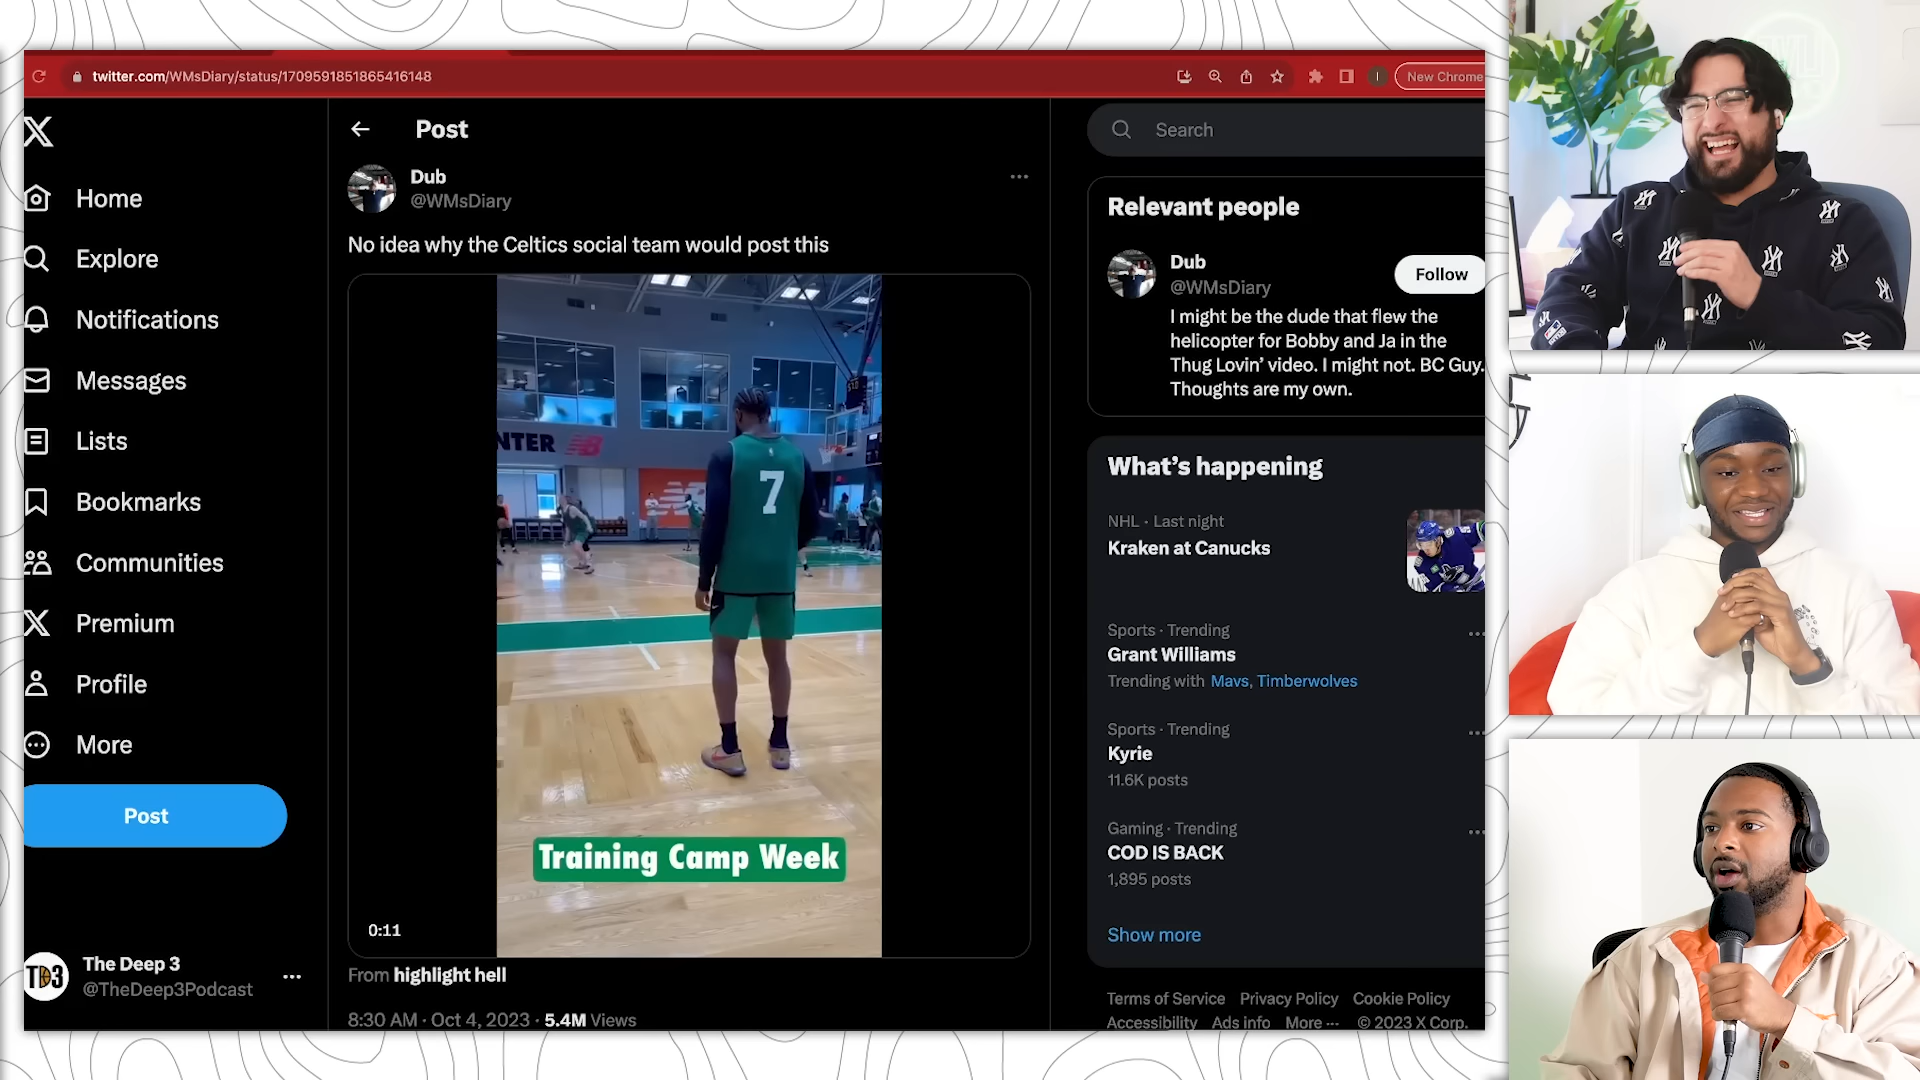 twitter.com/WMsDiary/status/1709591851865416148
New Chrome
Home
Explore
Notifications
Messages
Lists
Bookmarks
Communities
Premium
Profile
More
Post
The Deep 3
@TheDeep3Podcast
TD3
Post
Dub
@WMsDiary
No idea why the Celtics social team would post this
NTER
7
Training Camp Week
0:11
From highlight hell
8:30 AM · Oct 4, 2023 · 5.4M Views
Search
Relevant people
Dub
@WMsDiary
Follow
I might be the dude that flew the
helicopter for Bobby and Ja in the
Thug Lovin' video. I might not. BC Guy.
Thoughts are my own.
What's happening
NHL · Last night
Kraken at Canucks
Sports · Trending
Grant Williams
Trending with Mavs, Timberwolves
Sports · Trending
Kyrie
11.6K posts
Gaming · Trending
COD IS BACK
1,895 posts
Show more
Terms of Service Privacy Policy Cookie Policy
Accessibility Ads info More ··· © 2023 X Corp.